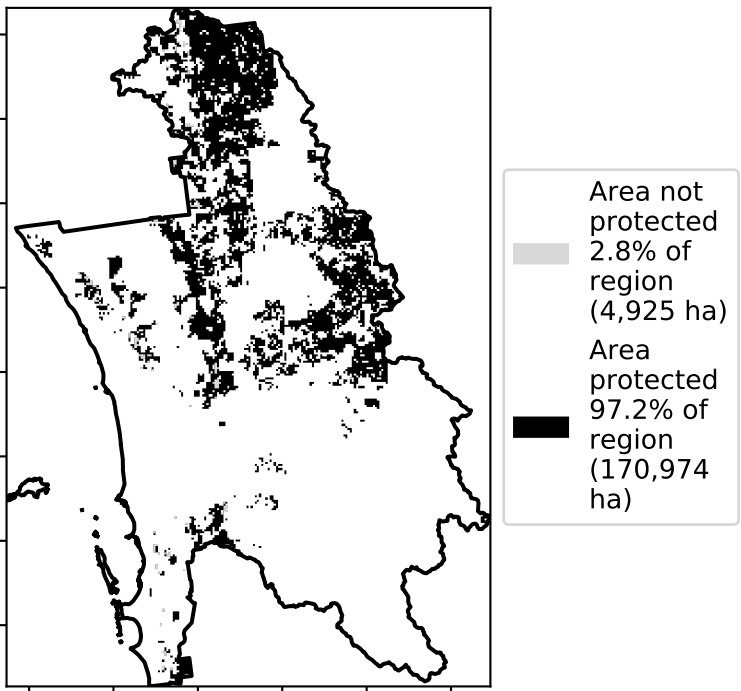 Area not
protected
2.8% of
region
(4,925 ha)
Area
protected
97.2% of
region
(170,974
ha)